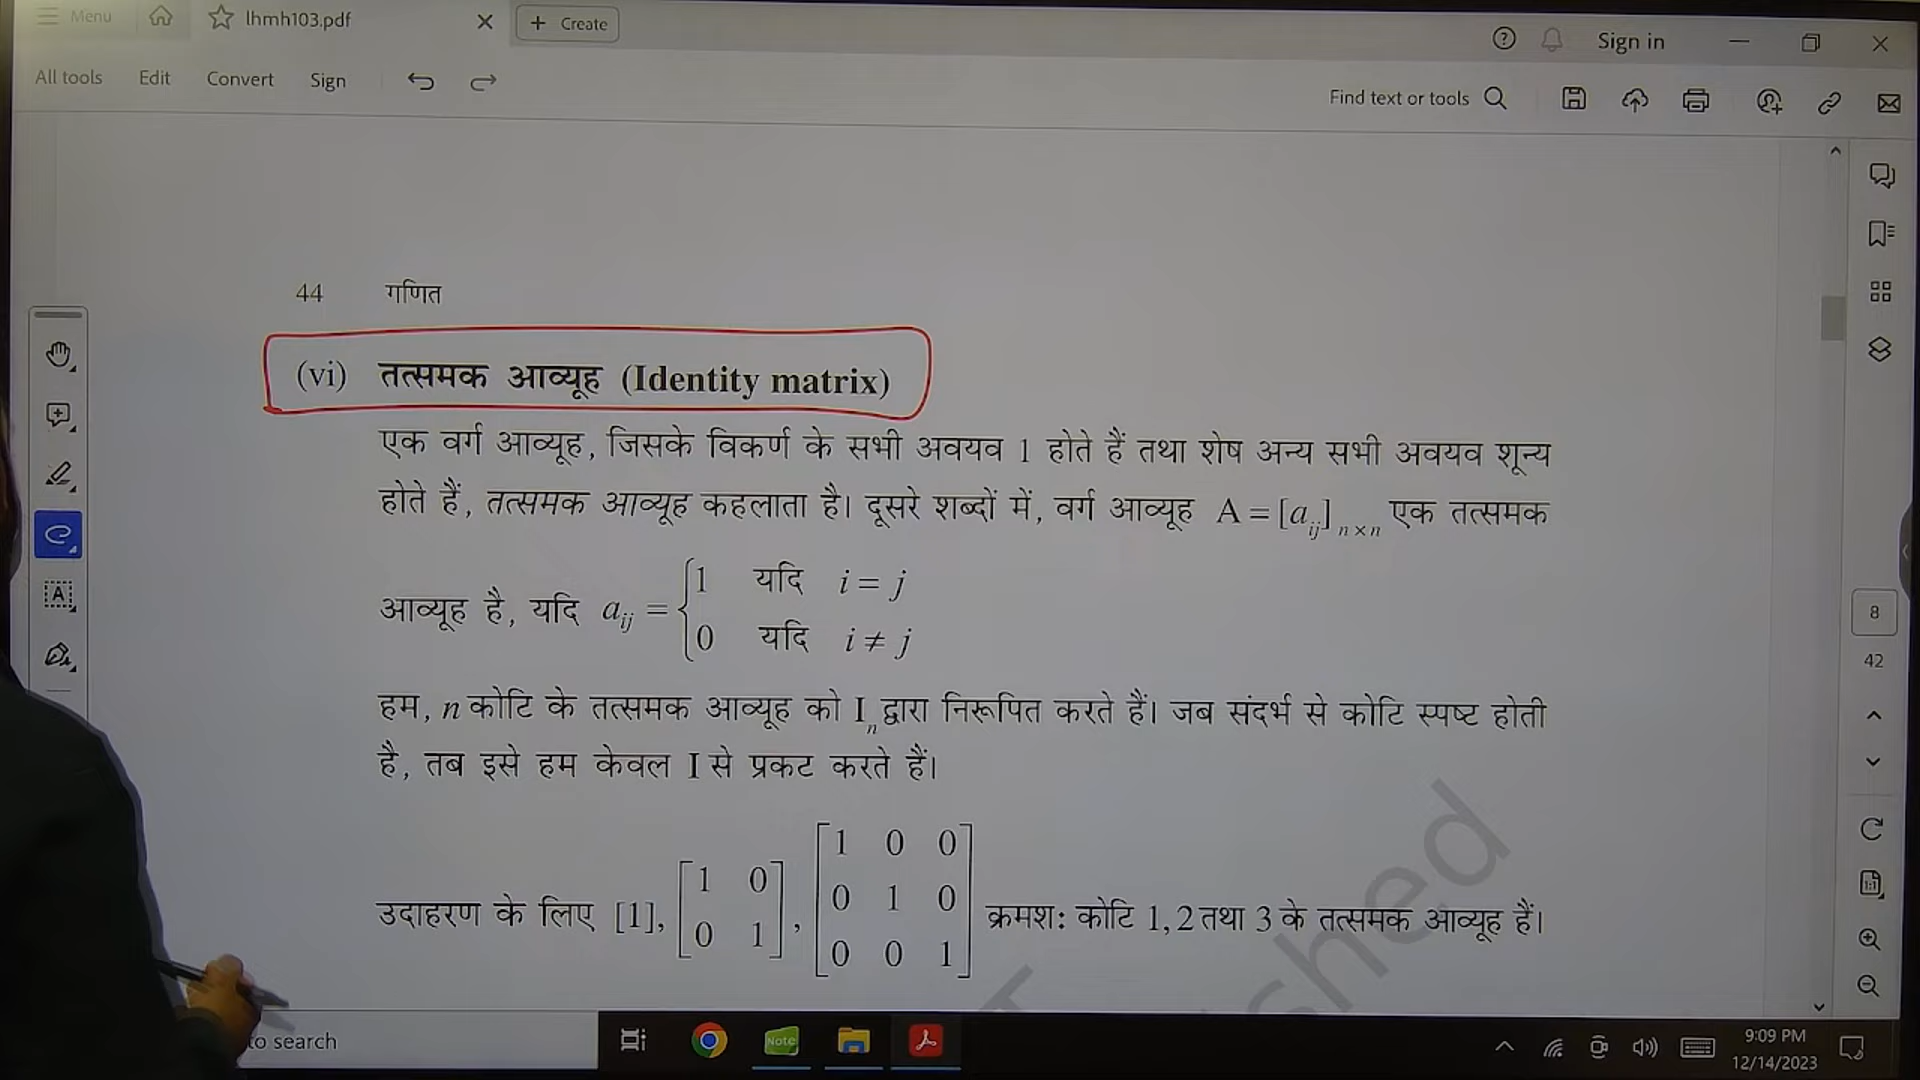 Menu lhmh103.pdf Create
Sign in
All tools Edit Convert Sign
Find text or tools
44 गणित
(vi) तत्समक आव्यूह (Identity matrix)
एक वर्ग आव्यूह, जिसके विकर्ण के सभी अवयव 1 होते हैं तथा शेष अन्य सभी अवयव शून्य
होते हैं, तत्समक आव्यूह कहलाता है। दूसरे शब्दों में, वर्ग आव्यूह A = [a_ij]_n×n एक तत्समक
आव्यूह है, यदि a_ij = { 1 यदि i = j
0 यदि i ≠ j
हम, n कोटि के तत्समक आव्यूह को I_n द्वारा निरूपित करते हैं। जब संदर्भ से कोटि स्पष्ट होती
है, तब इसे हम केवल I से प्रकट करते हैं।
उदाहरण के लिए [1], [1 0 0 1], [1 0 0 0 1 0 0 0 1] क्रमश: कोटि 1, 2 तथा 3 के तत्समक आव्यूह हैं।
8
42
to search
Note
9:09 PM
12/14/2023